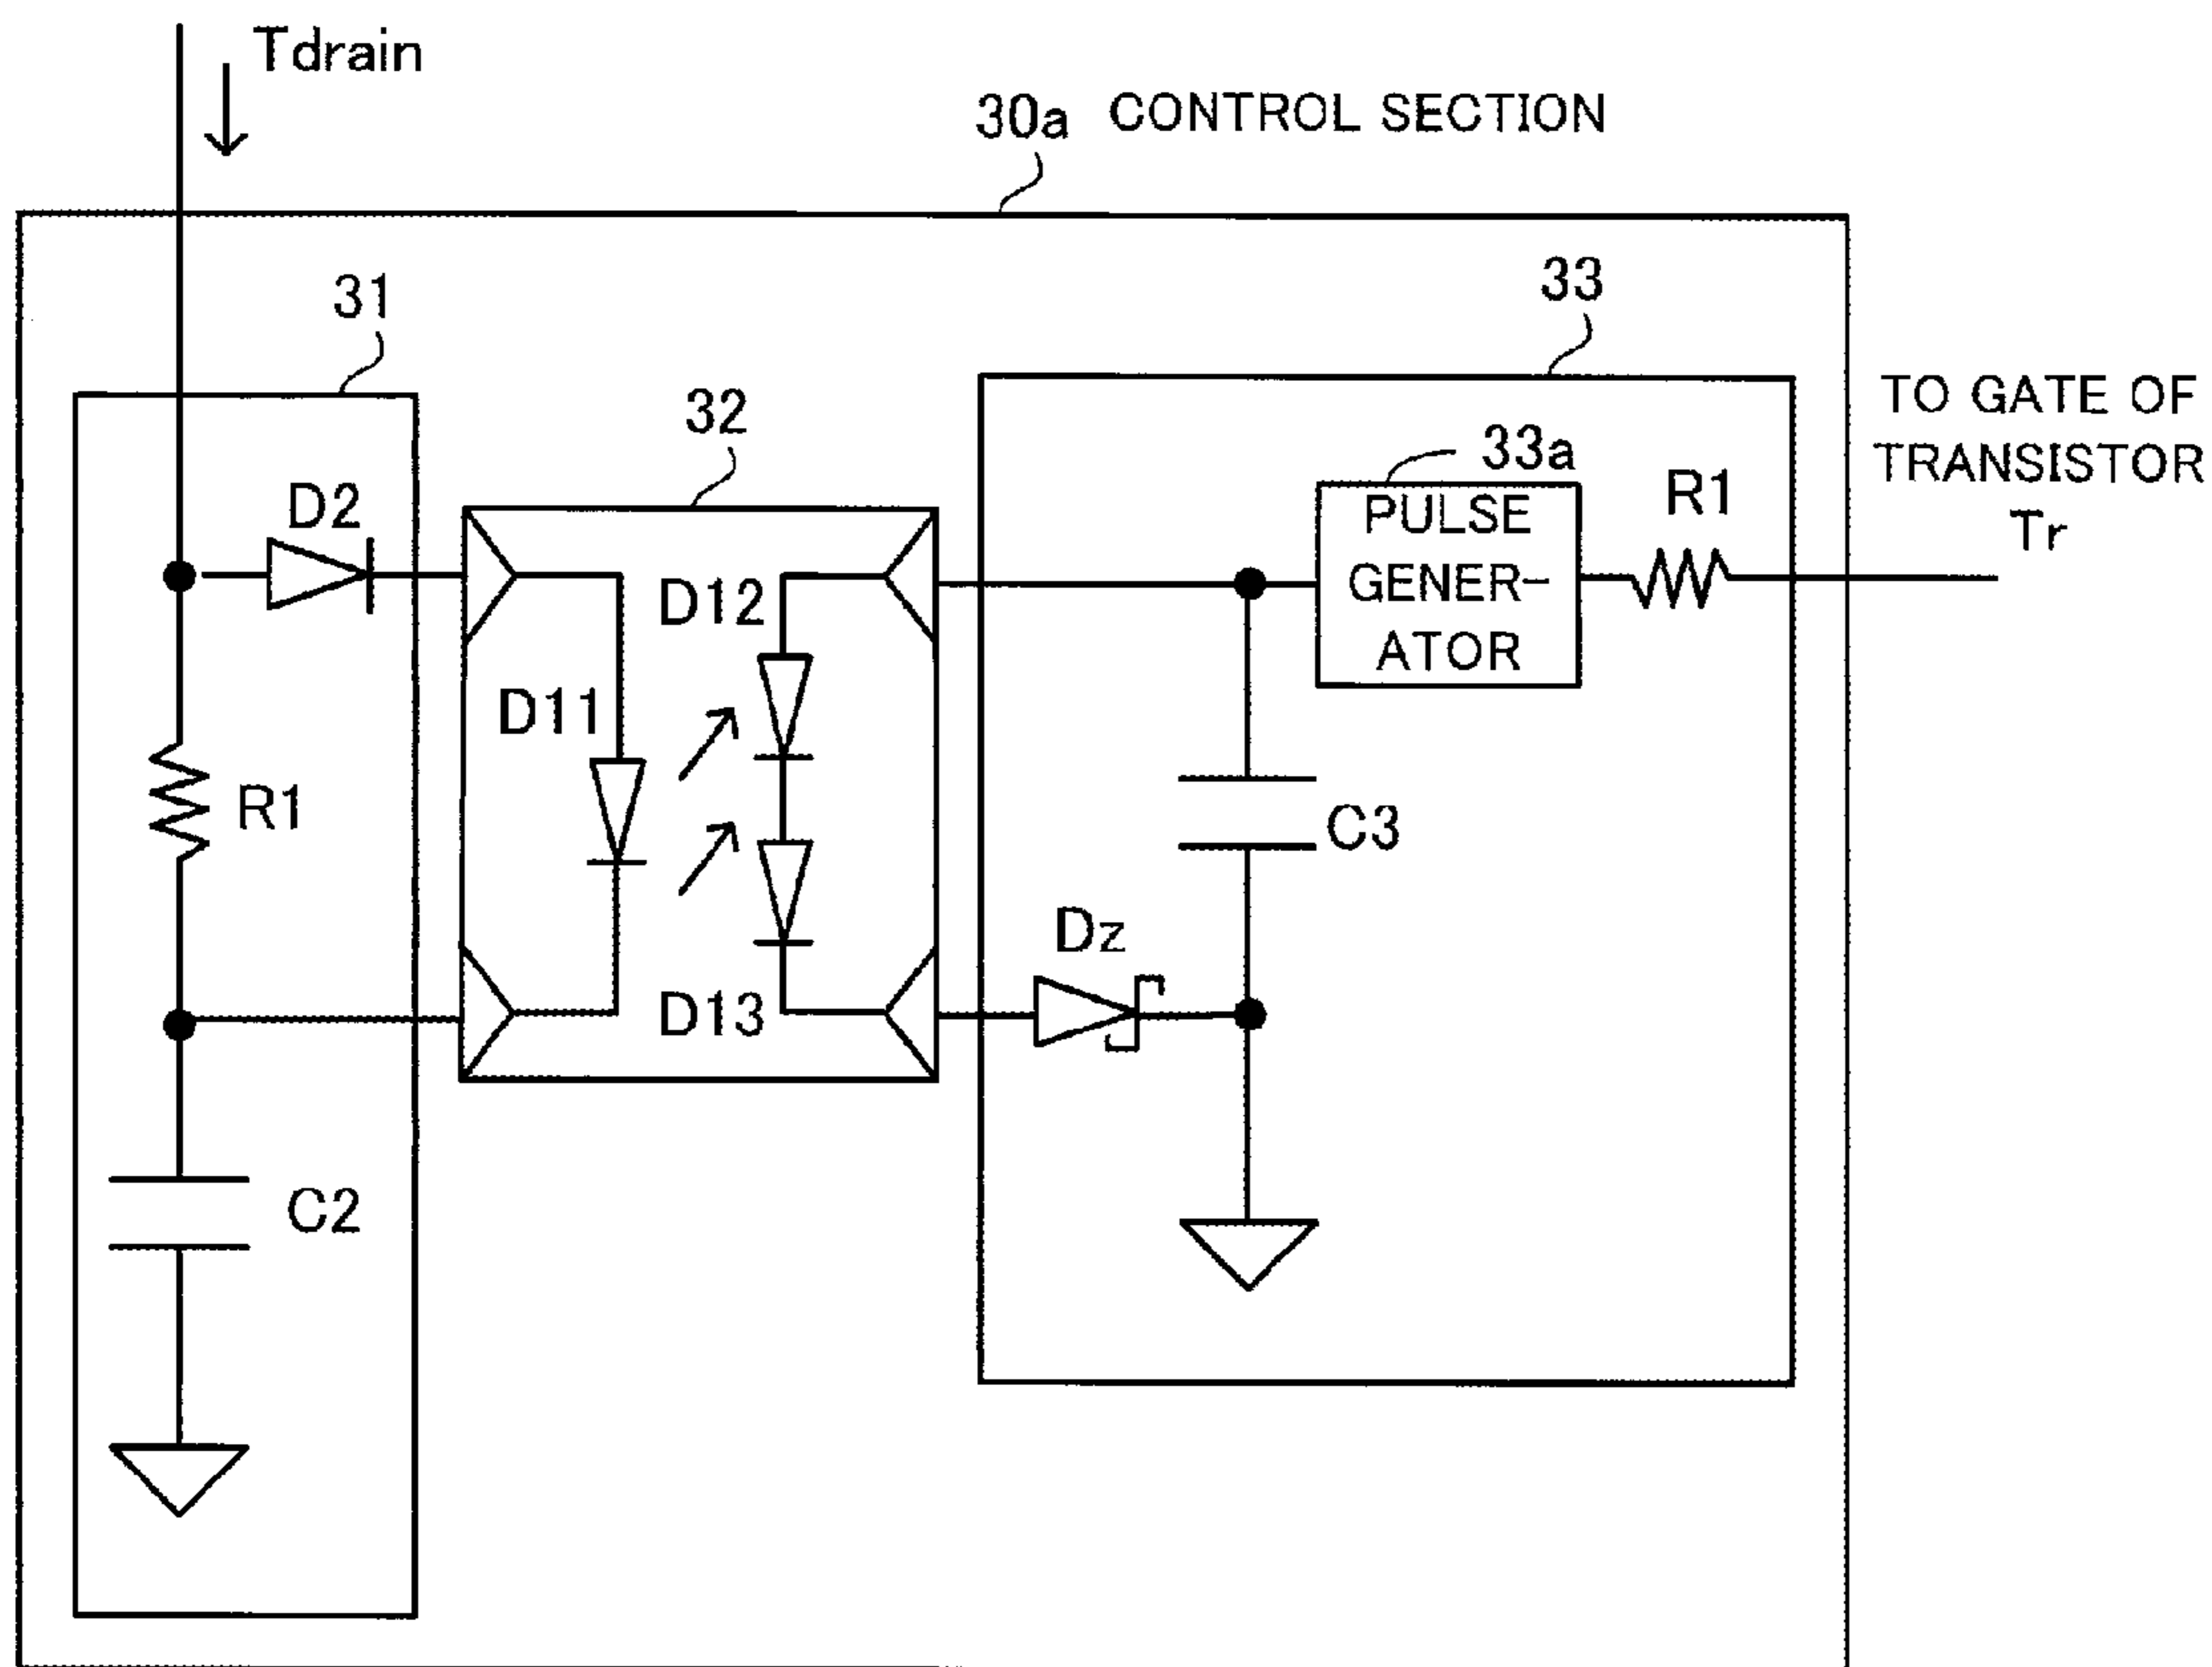 Tdrain
30a CONTROL SECTION
31
33
32
TO GATE OF
TRANSISTOR
Tr
33a
PULSE
GENER-
ATOR
R1
D2
D12
D11
R1
C3
Dz
D13
C2